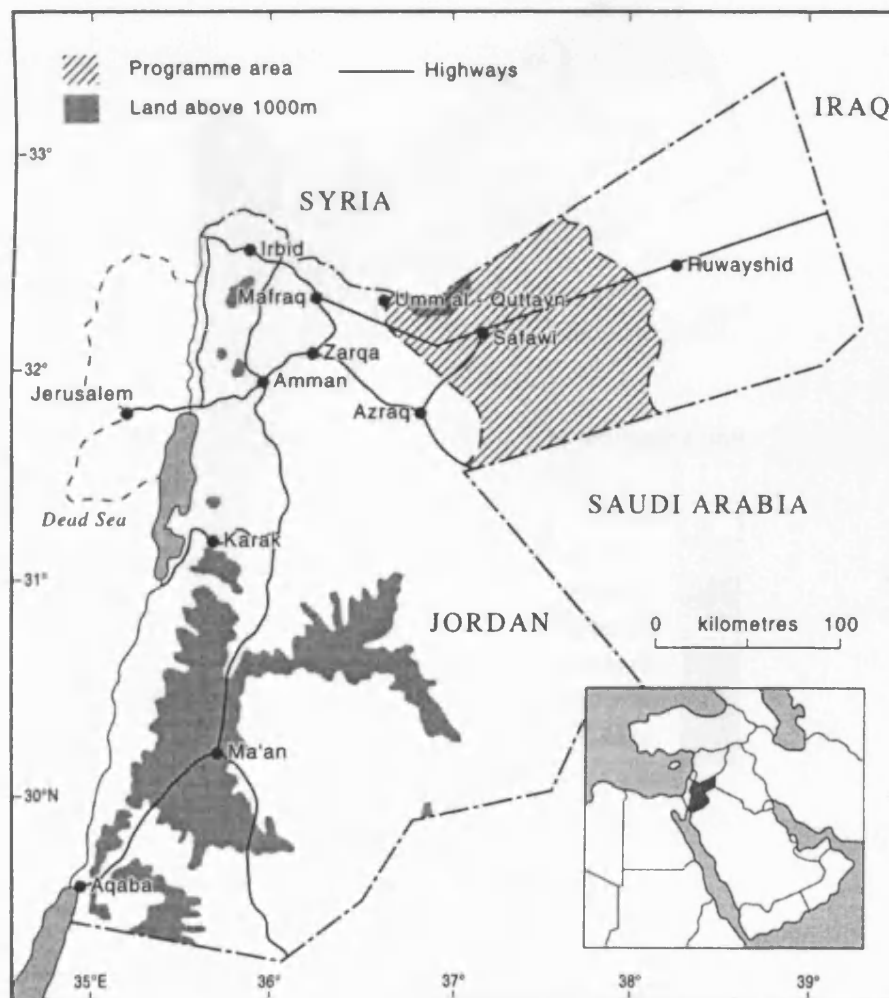 Programme area
Highways
Land above 1000m
IRAQ
33°
SYRIA
Irbid
Ruwayshid
Mafraq
Umm al - Quttayn
Safawi
Zarqa
32°
Amman
Jerusalem
Azraq
SAUDI ARABIA
Dead Sea
Karak
31°
JORDAN
0 kilometres 100
Ma'an
30°N
Aqaba
35°E
36°
37°
38°
39°